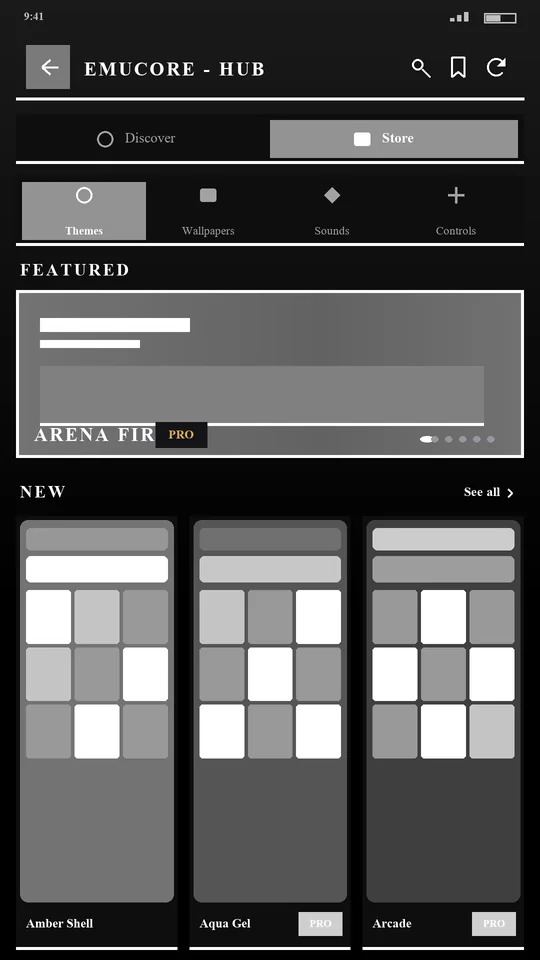 9:41
EMUCORE - HUB
Discover
Store
Themes
Wallpapers
Sounds
Controls
FEATURED
ARENA FIR
PRO
NEW
See all
Amber Shell
Aqua Gel
PRO
Arcade
PRO